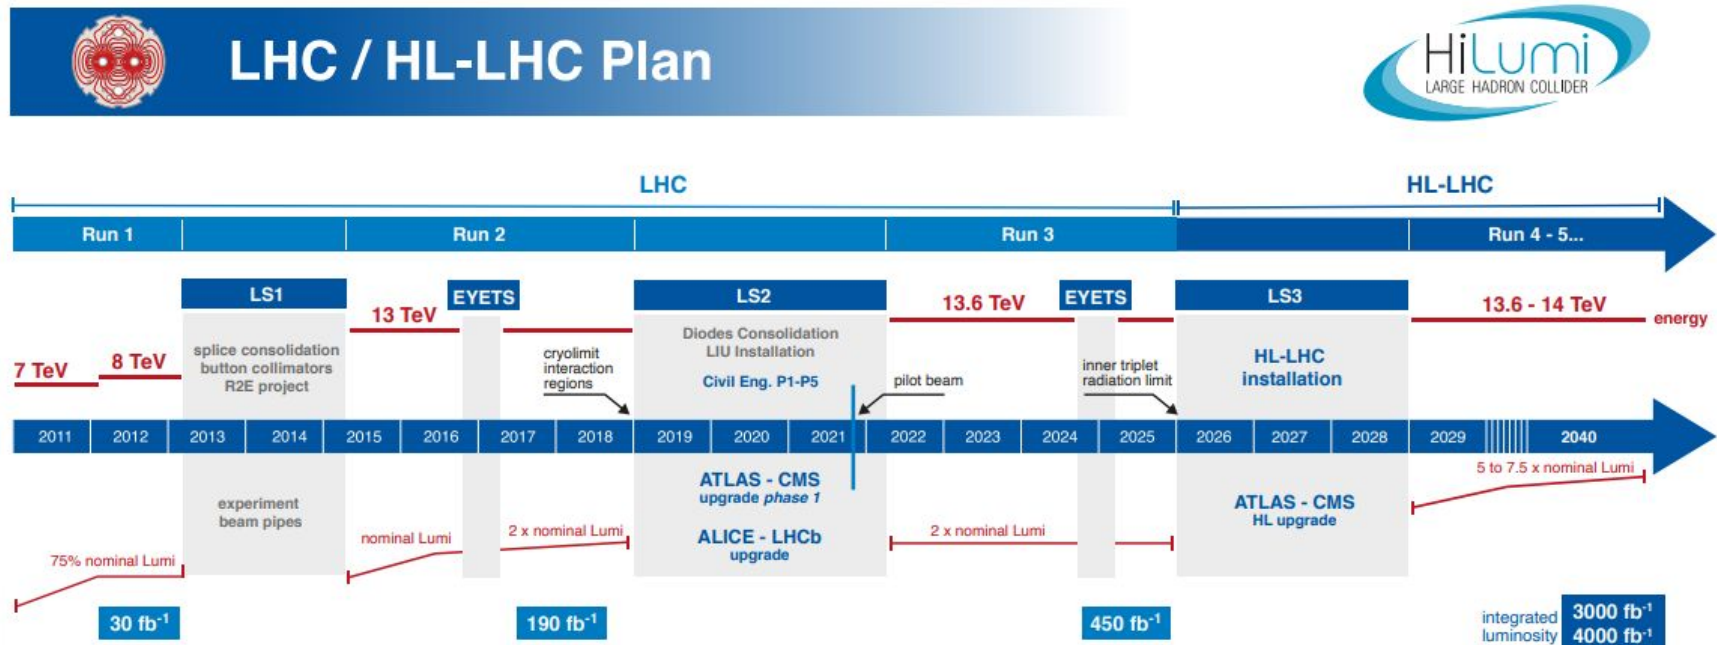 LHC / HL-LHC Plan
HiLumi
LARGE HADRON COLLIDER
LHC
HL-LHC
Run 1
Run 2
Run 3
Run 4 - 5...
LS1
EYETS
LS2
EYETS
LS3
13 TeV
13.6 TeV
13.6 - 14 TeV
energy
7 TeV
8 TeV
splice consolidation
button collimators
R2E project
cryolimit
interaction
regions
Diodes Consolidation
LIU Installation
Civil Eng. P1-P5
pilot beam
inner triplet
radiation limit
HL-LHC
installation
2011
2012
2013
2014
2015
2016
2017
2018
2019
2020
2021
2022
2023
2024
2025
2026
2027
2028
2029
2040
experiment
beam pipes
ATLAS - CMS
upgrade phase 1
ALICE - LHCb
upgrade
ATLAS - CMS
HL upgrade
5 to 7.5 x nominal Lumi
75% nominal Lumi
nominal Lumi
2 x nominal Lumi
2 x nominal Lumi
30 fb⁻¹
190 fb⁻¹
450 fb⁻¹
integrated
luminosity
3000 fb⁻¹
4000 fb⁻¹